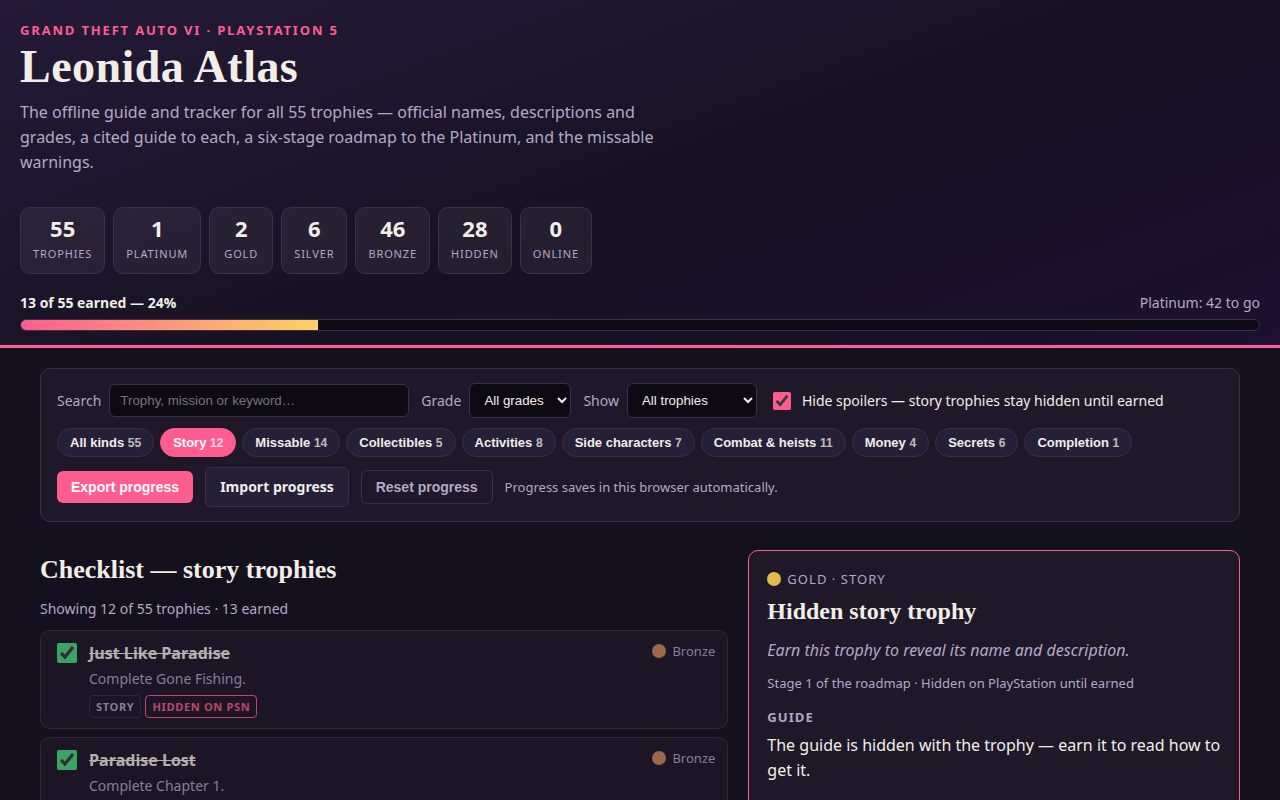 GRAND THEFT AUTO VI · PLAYSTATION 5
Leonida Atlas
The offline guide and tracker for all 55 trophies — official names, descriptions and
grades, a cited guide to each, a six-stage roadmap to the Platinum, and the missable
warnings.
55 TROPHIES
1 PLATINUM
2 GOLD
6 SILVER
46 BRONZE
28 HIDDEN
0 ONLINE
13 of 55 earned — 24%
Platinum: 42 to go
Search Trophy, mission or keyword… Grade All grades Show All trophies Hide spoilers — story trophies stay hidden until earned
All kinds 55 Story 12 Missable 14 Collectibles 5 Activities 8 Side characters 7 Combat & heists 11 Money 4 Secrets 6 Completion 1
Export progress Import progress Reset progress Progress saves in this browser automatically.
Checklist — story trophies
Showing 12 of 55 trophies · 13 earned
Just Like Paradise Bronze
Complete Gone Fishing.
STORY HIDDEN ON PSN
Paradise Lost Bronze
Complete Chapter 1.
GOLD · STORY
Hidden story trophy
Earn this trophy to reveal its name and description.
Stage 1 of the roadmap · Hidden on PlayStation until earned
GUIDE
The guide is hidden with the trophy — earn it to read how to
get it.